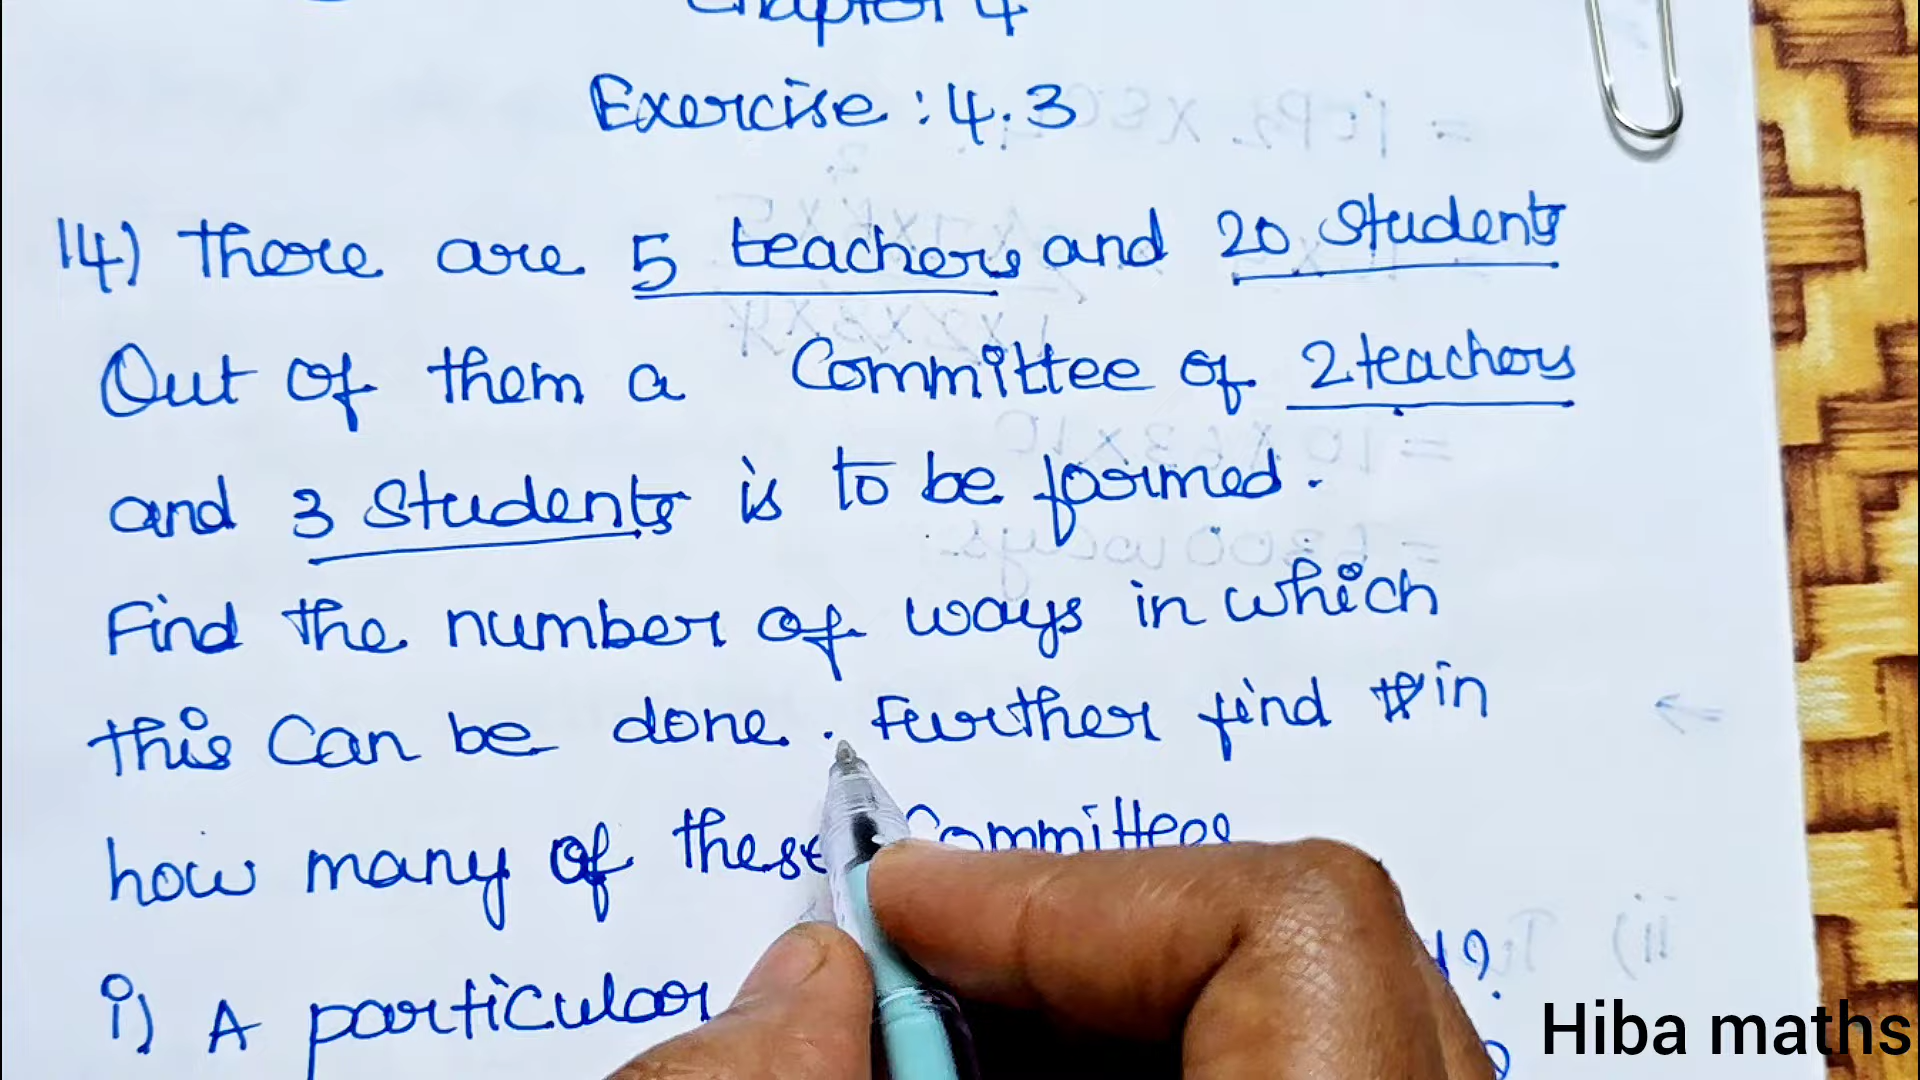 Chapter 4
Exercise : 4.3
14) There are 5 teachers and 20 students
Out of them a Committee of 2 teachers
and 3 students is to be formed.
Find the number of ways in which
this Can be done. Further find in
how many of these Committees
i) A particular
Hiba maths